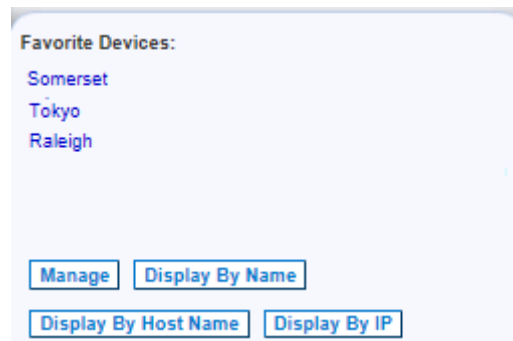 Favorite Devices:
Somerset
Tokyo
Raleigh
Manage Display By Name
Display By Host Name Display By IP